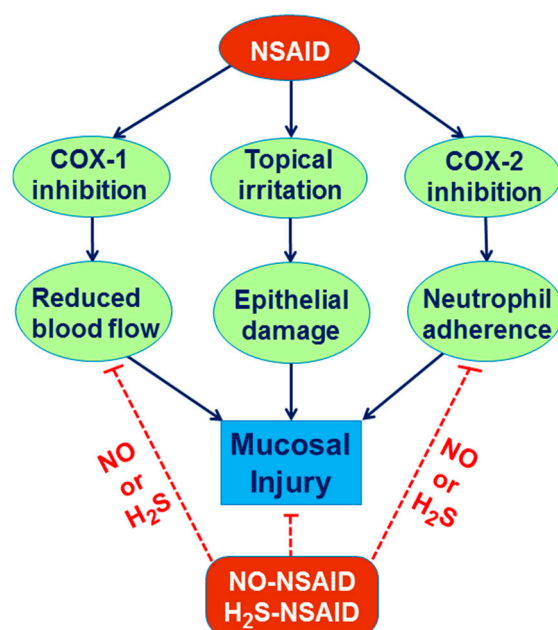 NSAID
COX-1
inhibition
Topical
irritation
COX-2
inhibition
Reduced
blood flow
Epithelial
damage
Neutrophil
adherence
Mucosal
Injury
NO
or
H₂S
NO
or
H₂S
NO-NSAID
H₂S-NSAID